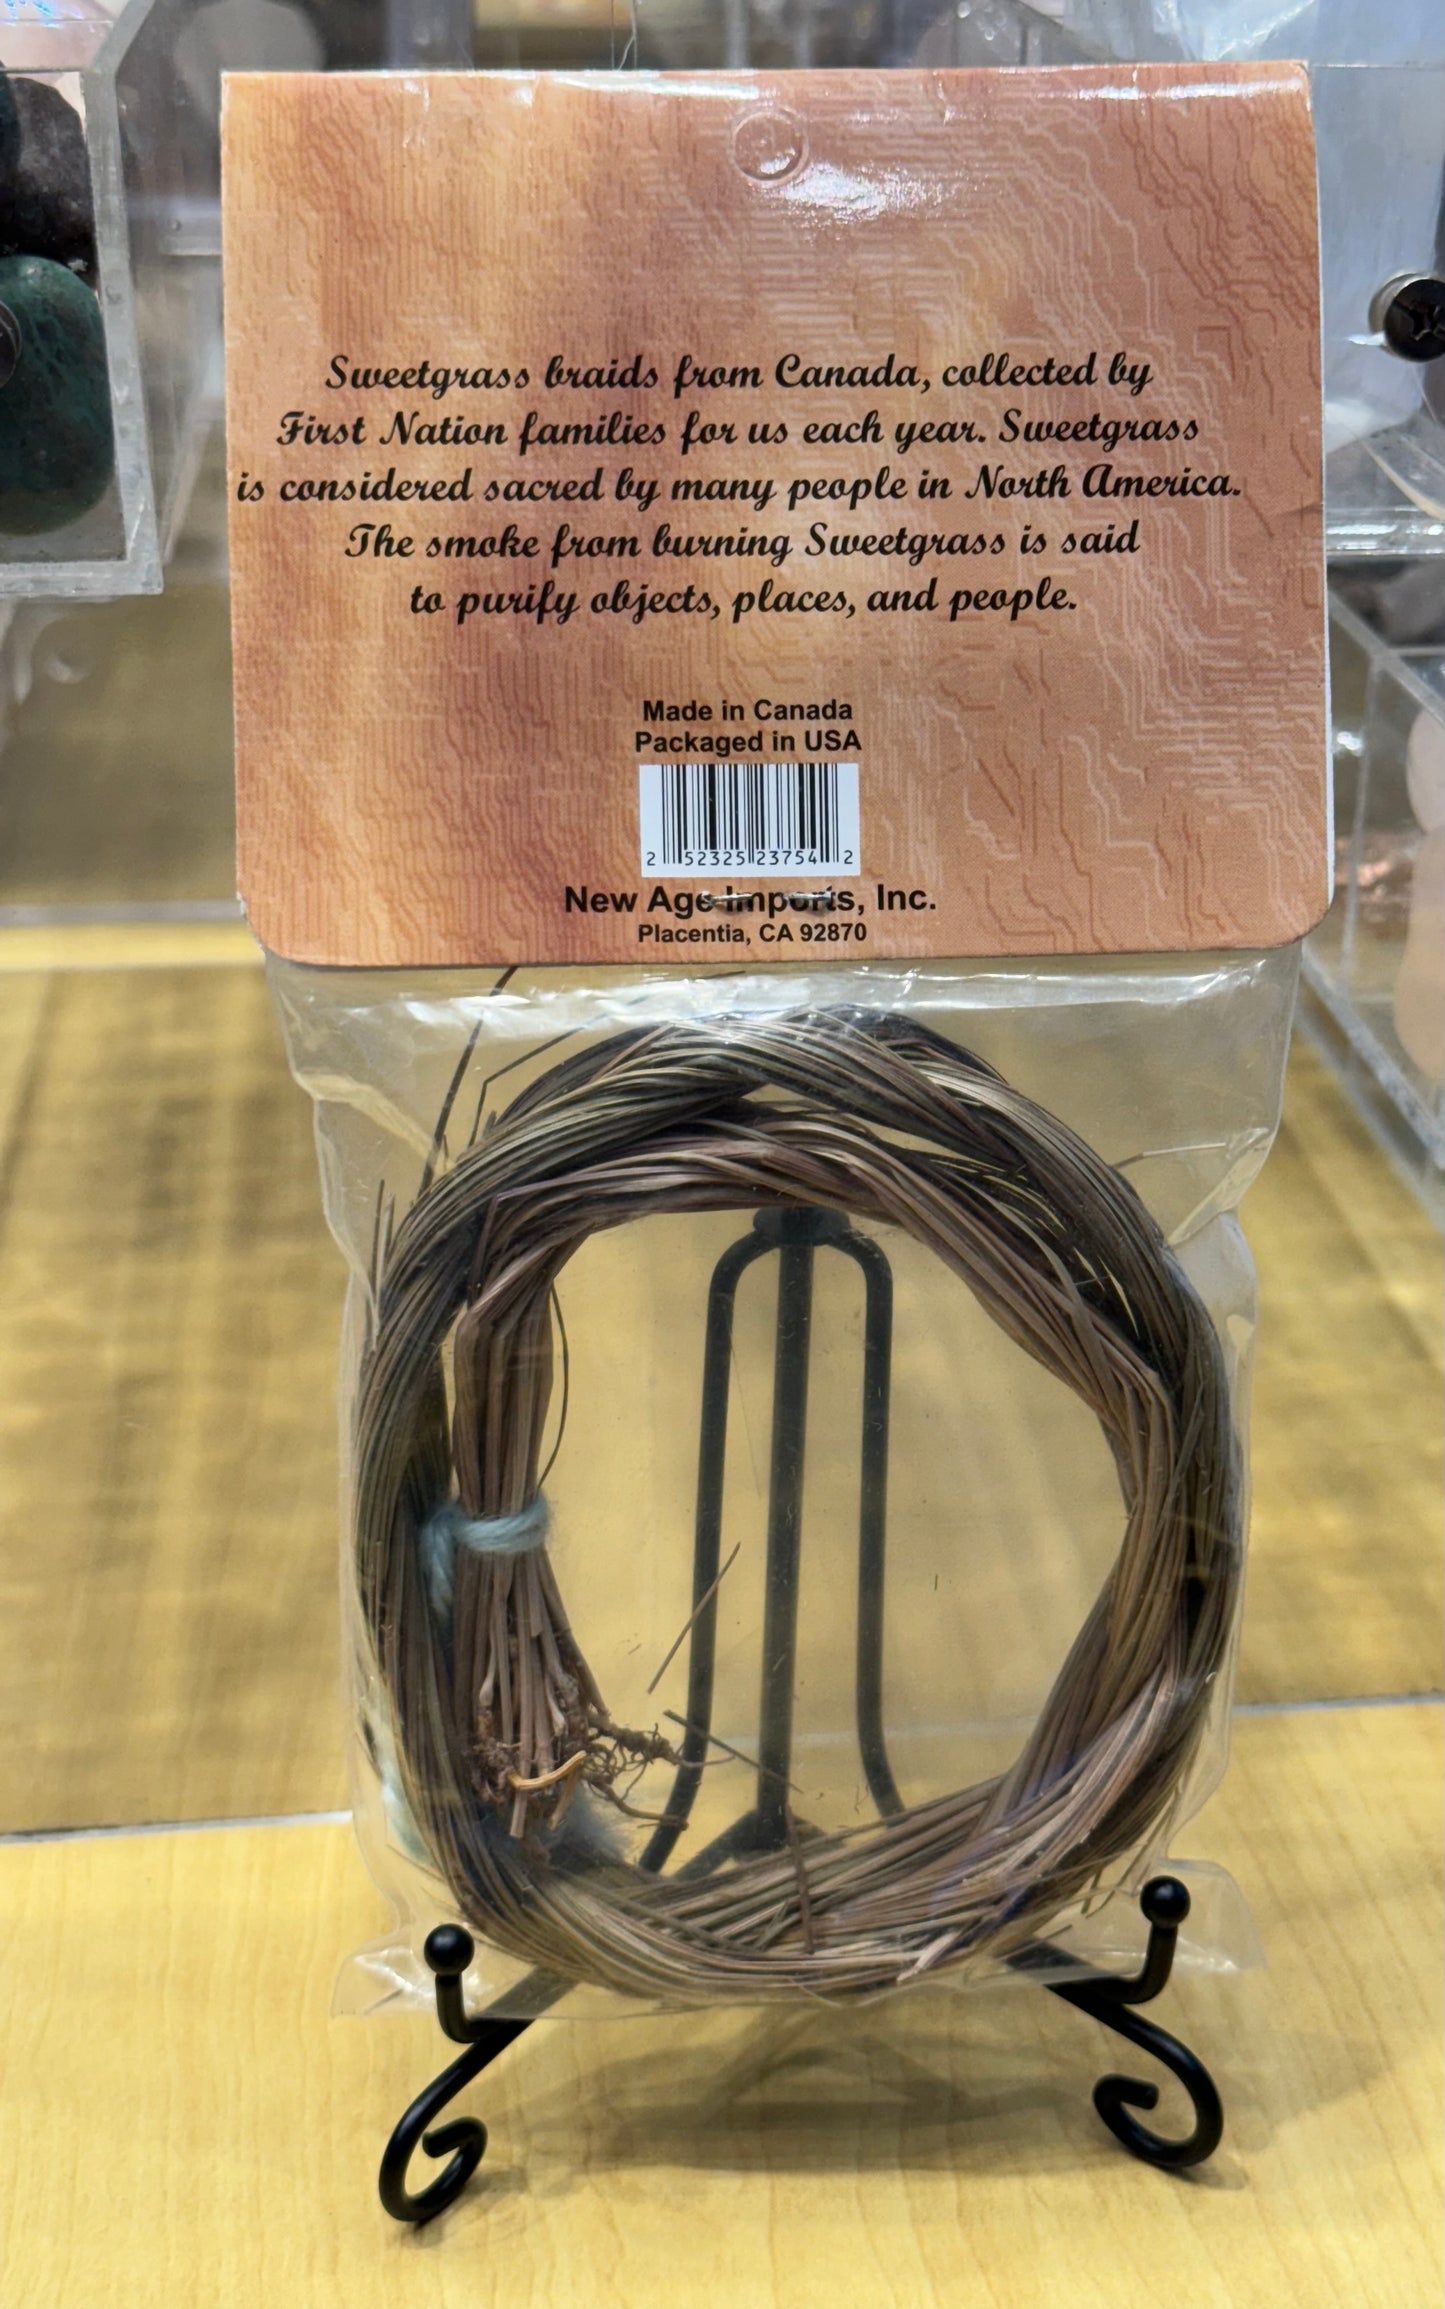 Sweetgrass braids from Canada, collected by
First Nation families for us each year. Sweetgrass
is considered sacred by many people in North America.
The smoke from burning Sweetgrass is said
to purify objects, places, and people.
Made in Canada
Packaged in USA
2 52325 23754 2
New Age Imports, Inc.
Placentia, CA 92870